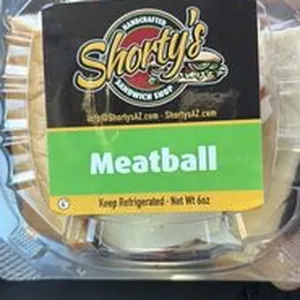 HANDCRAFTED
Shorty's
SANDWICH SHOP
info@ShortysAZ.com - ShortysAZ.com
Meatball
Keep Refrigerated - Net Wt 6oz